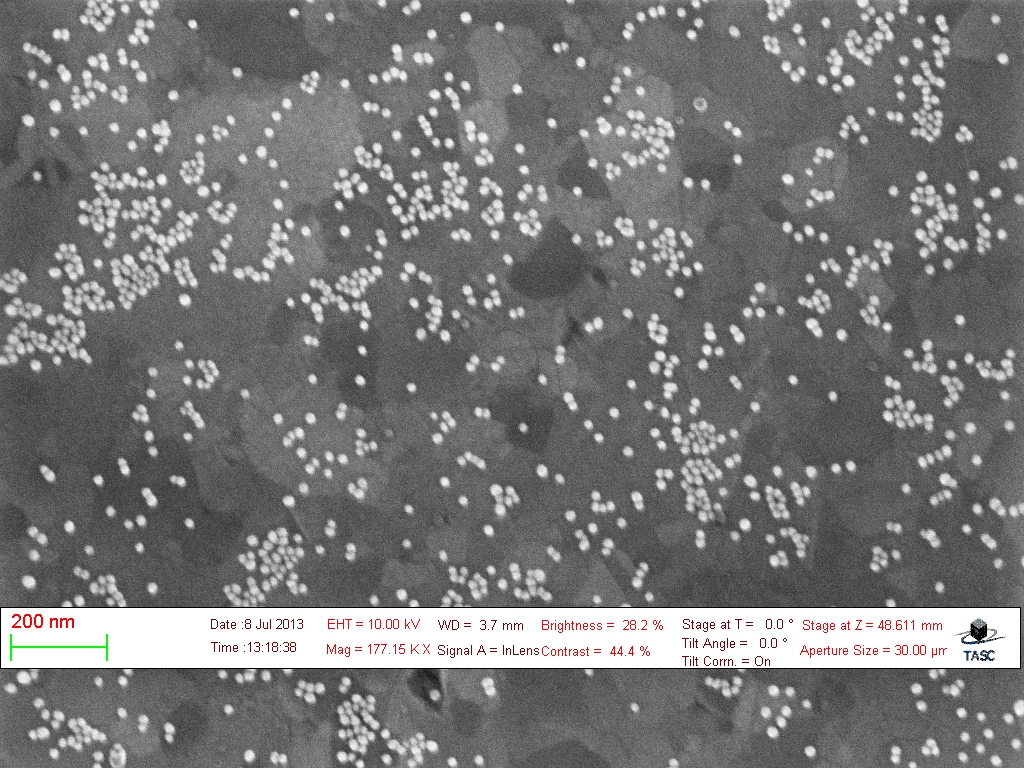 200 nm
Date :8 Jul 2013 EHT = 10.00 kV WD = 3.7 mm Brightness = 28.2 % Stage at T = 0.0 ° Stage at Z = 48.611 mm
Tilt Angle = 0.0 °
Time :13:18:38 Mag = 177.15 K X Signal A = InLens Contrast = 44.4 % Aperture Size = 30.00 µm
Tilt Corrn. = On
TASC